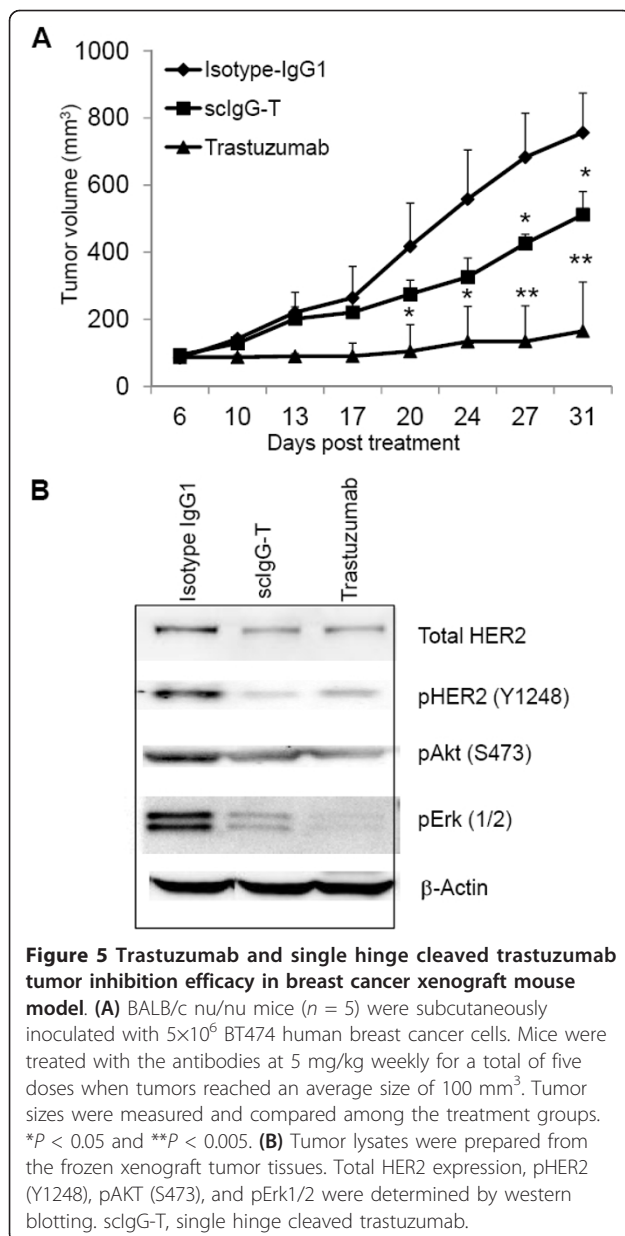 A
1000
800
600
400
200
0
Tumor volume (mm³)
Isotype-IgG1
scIgG-T
Trastuzumab
*
*
**
*
*
**
6 10 13 17 20 24 27 31
Days post treatment
B
Isotype IgG1
scIgG-T
Trastuzumab
Total HER2
pHER2 (Y1248)
pAkt (S473)
pErk (1/2)
β-Actin
Figure 5 Trastuzumab and single hinge cleaved trastuzumab
tumor inhibition efficacy in breast cancer xenograft mouse
model. (A) BALB/c nu/nu mice (n = 5) were subcutaneously
inoculated with 5×10⁶ BT474 human breast cancer cells. Mice were
treated with the antibodies at 5 mg/kg weekly for a total of five
doses when tumors reached an average size of 100 mm³. Tumor
sizes were measured and compared among the treatment groups.
*P < 0.05 and **P < 0.005. (B) Tumor lysates were prepared from
the frozen xenograft tumor tissues. Total HER2 expression, pHER2
(Y1248), pAKT (S473), and pErk1/2 were determined by western
blotting. scIgG-T, single hinge cleaved trastuzumab.